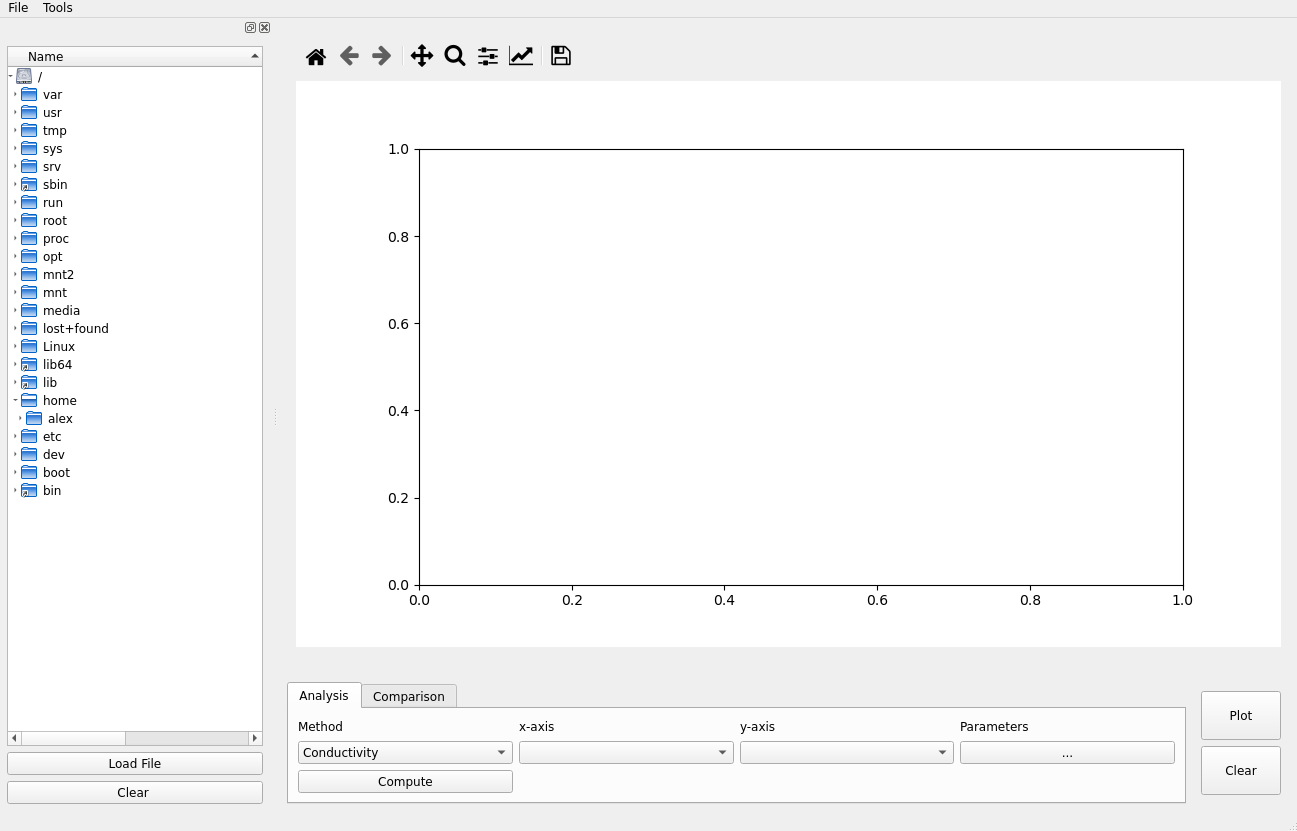 File Tools
Name
/
var
usr
tmp
sys
srv
sbin
run
root
proc
opt
mnt2
mnt
media
lost+found
Linux
lib64
lib
home
alex
etc
dev
boot
bin
Load File
Clear
1.0
0.8
0.6
0.4
0.2
0.0
0.0 0.2 0.4 0.6 0.8 1.0
Analysis Comparison
Method x-axis y-axis Parameters
Conductivity ...
Compute
Plot
Clear